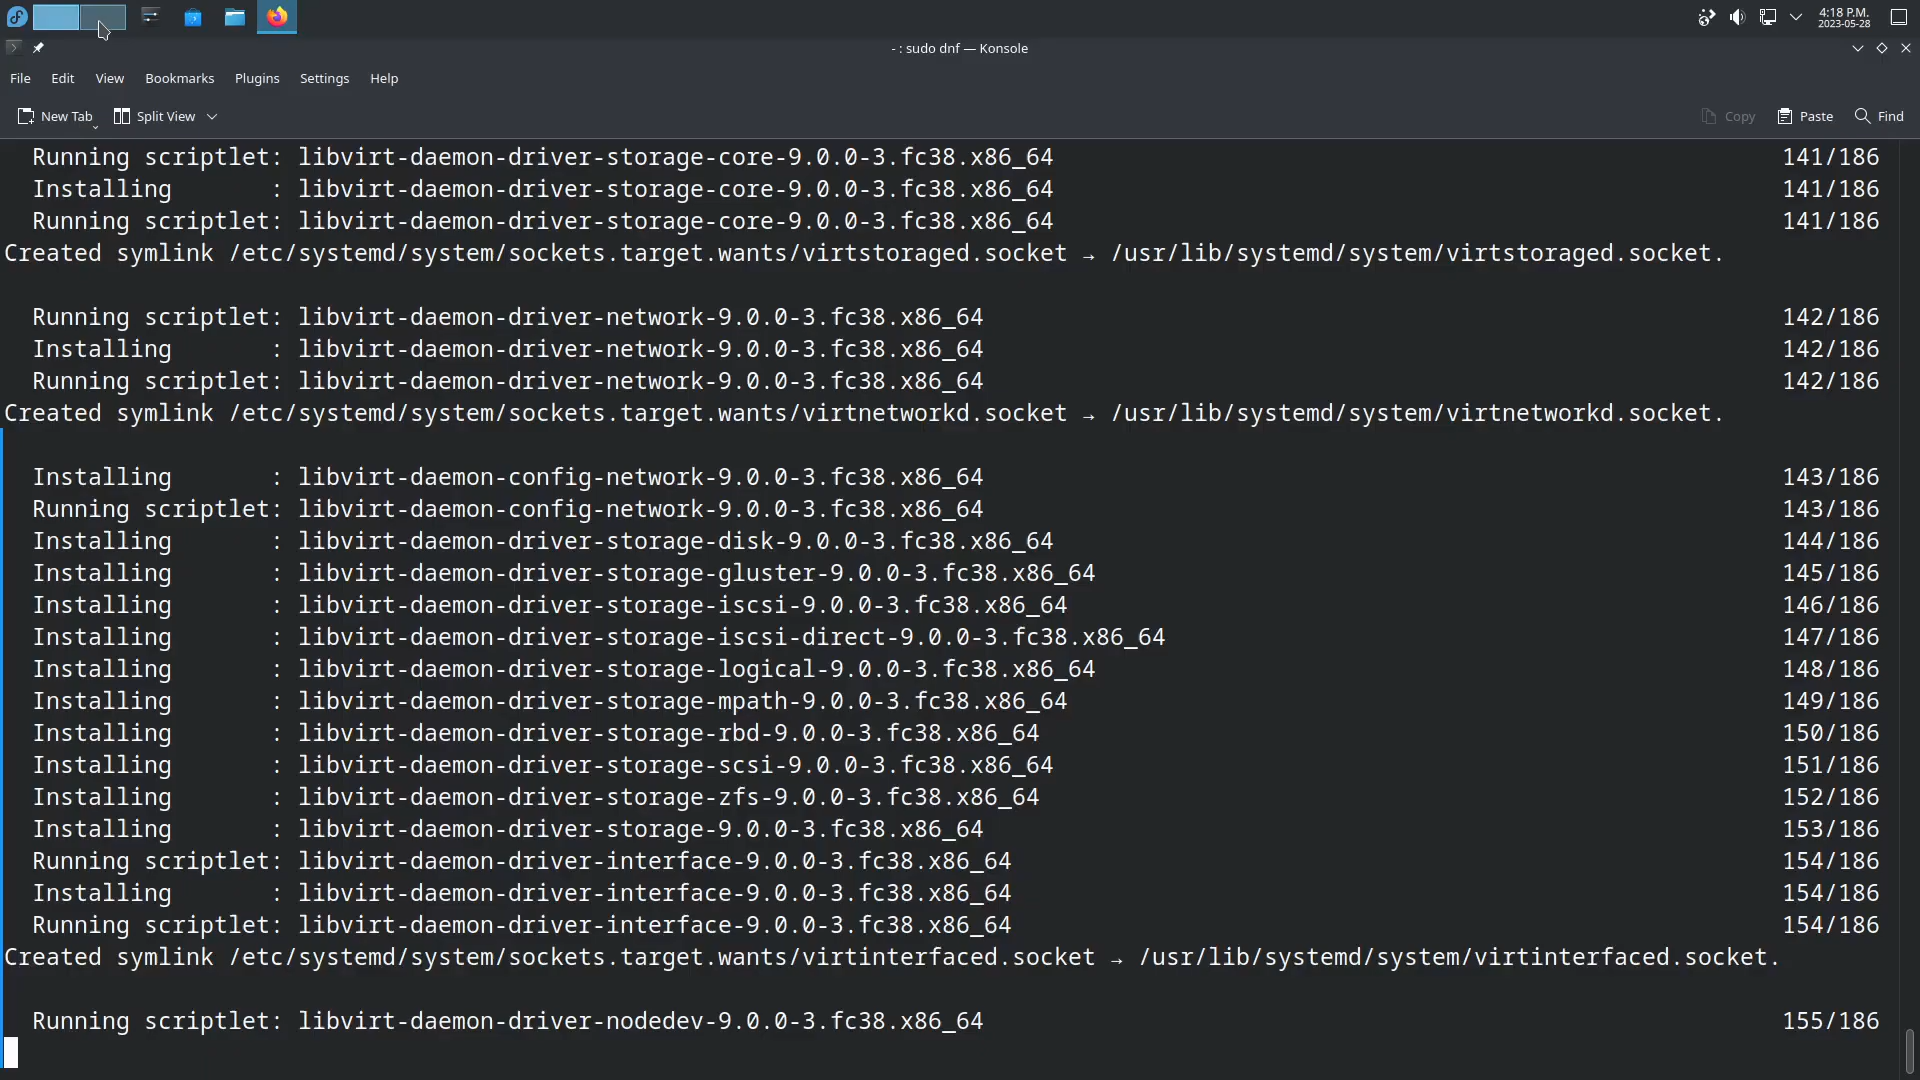 4:18 P.M.
2023-05-28
- : sudo dnf — Konsole
File Edit View Bookmarks Plugins Settings Help
New Tab Split View Copy Paste Find
Running scriptlet: libvirt-daemon-driver-storage-core-9.0.0-3.fc38.x86_64 141/186
Installing : libvirt-daemon-driver-storage-core-9.0.0-3.fc38.x86_64 141/186
Running scriptlet: libvirt-daemon-driver-storage-core-9.0.0-3.fc38.x86_64 141/186
Created symlink /etc/systemd/system/sockets.target.wants/virtstoraged.socket → /usr/lib/systemd/system/virtstoraged.socket.
Running scriptlet: libvirt-daemon-driver-network-9.0.0-3.fc38.x86_64 142/186
Installing : libvirt-daemon-driver-network-9.0.0-3.fc38.x86_64 142/186
Running scriptlet: libvirt-daemon-driver-network-9.0.0-3.fc38.x86_64 142/186
Created symlink /etc/systemd/system/sockets.target.wants/virtnetworkd.socket → /usr/lib/systemd/system/virtnetworkd.socket.
Installing : libvirt-daemon-config-network-9.0.0-3.fc38.x86_64 143/186
Running scriptlet: libvirt-daemon-config-network-9.0.0-3.fc38.x86_64 143/186
Installing : libvirt-daemon-driver-storage-disk-9.0.0-3.fc38.x86_64 144/186
Installing : libvirt-daemon-driver-storage-gluster-9.0.0-3.fc38.x86_64 145/186
Installing : libvirt-daemon-driver-storage-iscsi-9.0.0-3.fc38.x86_64 146/186
Installing : libvirt-daemon-driver-storage-iscsi-direct-9.0.0-3.fc38.x86_64 147/186
Installing : libvirt-daemon-driver-storage-logical-9.0.0-3.fc38.x86_64 148/186
Installing : libvirt-daemon-driver-storage-mpath-9.0.0-3.fc38.x86_64 149/186
Installing : libvirt-daemon-driver-storage-rbd-9.0.0-3.fc38.x86_64 150/186
Installing : libvirt-daemon-driver-storage-scsi-9.0.0-3.fc38.x86_64 151/186
Installing : libvirt-daemon-driver-storage-zfs-9.0.0-3.fc38.x86_64 152/186
Installing : libvirt-daemon-driver-storage-9.0.0-3.fc38.x86_64 153/186
Running scriptlet: libvirt-daemon-driver-interface-9.0.0-3.fc38.x86_64 154/186
Installing : libvirt-daemon-driver-interface-9.0.0-3.fc38.x86_64 154/186
Running scriptlet: libvirt-daemon-driver-interface-9.0.0-3.fc38.x86_64 154/186
Created symlink /etc/systemd/system/sockets.target.wants/virtinterfaced.socket → /usr/lib/systemd/system/virtinterfaced.socket.
Running scriptlet: libvirt-daemon-driver-nodedev-9.0.0-3.fc38.x86_64 155/186